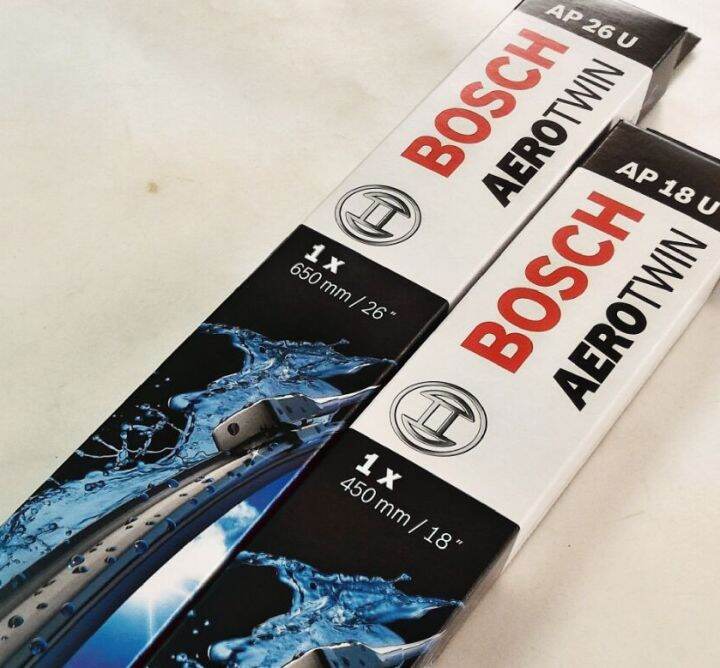 AP 26 U
BOSCH
AEROTWIN
1 x
650 mm / 26"
AP 18 U
BOSCH
AEROTWIN
1 x
450 mm / 18"